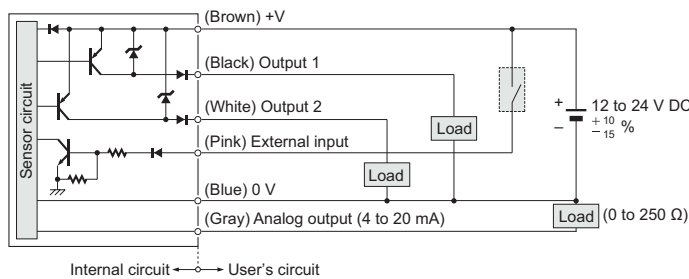 (Brown) +V
(Black) Output 1
(White) Output 2
(Pink) External input
(Blue) 0 V
(Gray) Analog output (4 to 20 mA)
Sensor circuit
Load
Load
Load
(0 to 250 Ω)
+
−
12 to 24 V DC
+10
−15 %
Internal circuit
User's circuit